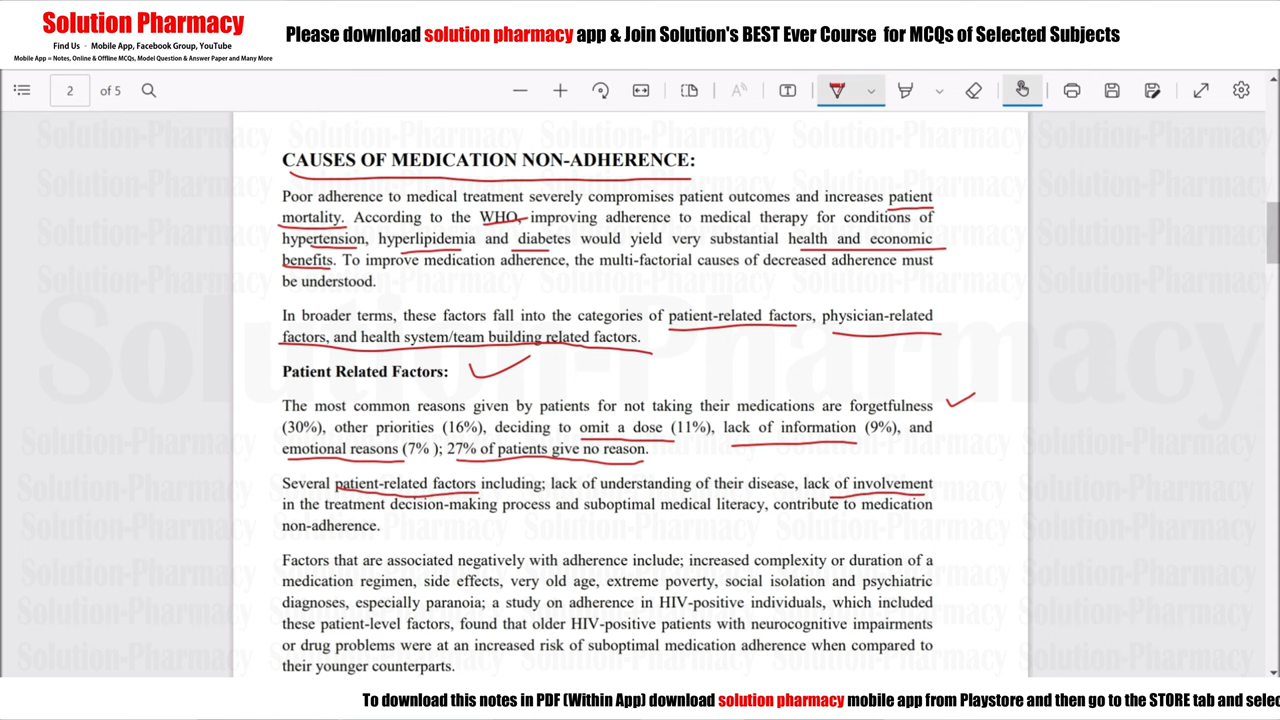 Solution Pharmacy
Find Us - Mobile App, Facebook Group, YouTube
Mobile App = Notes, Online & Offline MCQs, Model Question & Answer Paper and Many More
Please download solution pharmacy app & Join Solution's BEST Ever Course for MCQs of Selected Subjects
2 of 5
CAUSES OF MEDICATION NON-ADHERENCE:
Poor adherence to medical treatment severely compromises patient outcomes and increases patient
mortality. According to the WHO, improving adherence to medical therapy for conditions of
hypertension, hyperlipidemia and diabetes would yield very substantial health and economic
benefits. To improve medication adherence, the multi-factorial causes of decreased adherence must
be understood.
In broader terms, these factors fall into the categories of patient-related factors, physician-related
factors, and health system/team building related factors.
Patient Related Factors:
The most common reasons given by patients for not taking their medications are forgetfulness
(30%), other priorities (16%), deciding to omit a dose (11%), lack of information (9%), and
emotional reasons (7% ); 27% of patients give no reason.
Several patient-related factors including; lack of understanding of their disease, lack of involvement
in the treatment decision-making process and suboptimal medical literacy, contribute to medication
non-adherence.
Factors that are associated negatively with adherence include; increased complexity or duration of a
medication regimen, side effects, very old age, extreme poverty, social isolation and psychiatric
diagnoses, especially paranoia; a study on adherence in HIV-positive individuals, which included
these patient-level factors, found that older HIV-positive patients with neurocognitive impairments
or drug problems were at an increased risk of suboptimal medication adherence when compared to
their younger counterparts.
Solution-Pharmacy
To download this notes in PDF (Within App) download solution pharmacy mobile app from Playstore and then go to the STORE tab and selec